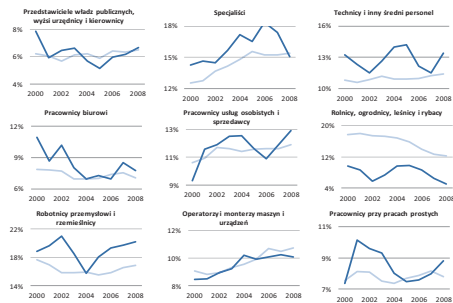 Przedstawiciele władz publicznych,
wyżsi urzędnicy i kierownicy
8%
6%
4%
2000 2002 2004 2006 2008
Specjaliści
18%
15%
12%
2000 2002 2004 2006 2008
Technicy i inny średni personel
16%
13%
10%
2000 2002 2004 2006 2008
Pracownicy biurowi
12%
9%
6%
2000 2002 2004 2006 2008
Pracownicy usług osobistych i
sprzedawcy
13%
11%
9%
2000 2002 2004 2006 2008
Rolnicy, ogrodnicy, leśnicy i rybacy
20%
12%
4%
2000 2002 2004 2006 2008
Robotnicy przemysłowi i
rzemieślnicy
22%
18%
14%
2000 2002 2004 2006 2008
Operatorzy i monterzy maszyn i
urządzeń
12%
10%
8%
2000 2002 2004 2006 2008
Pracownicy przy pracach prostych
11%
9%
7%
2000 2002 2004 2006 2008